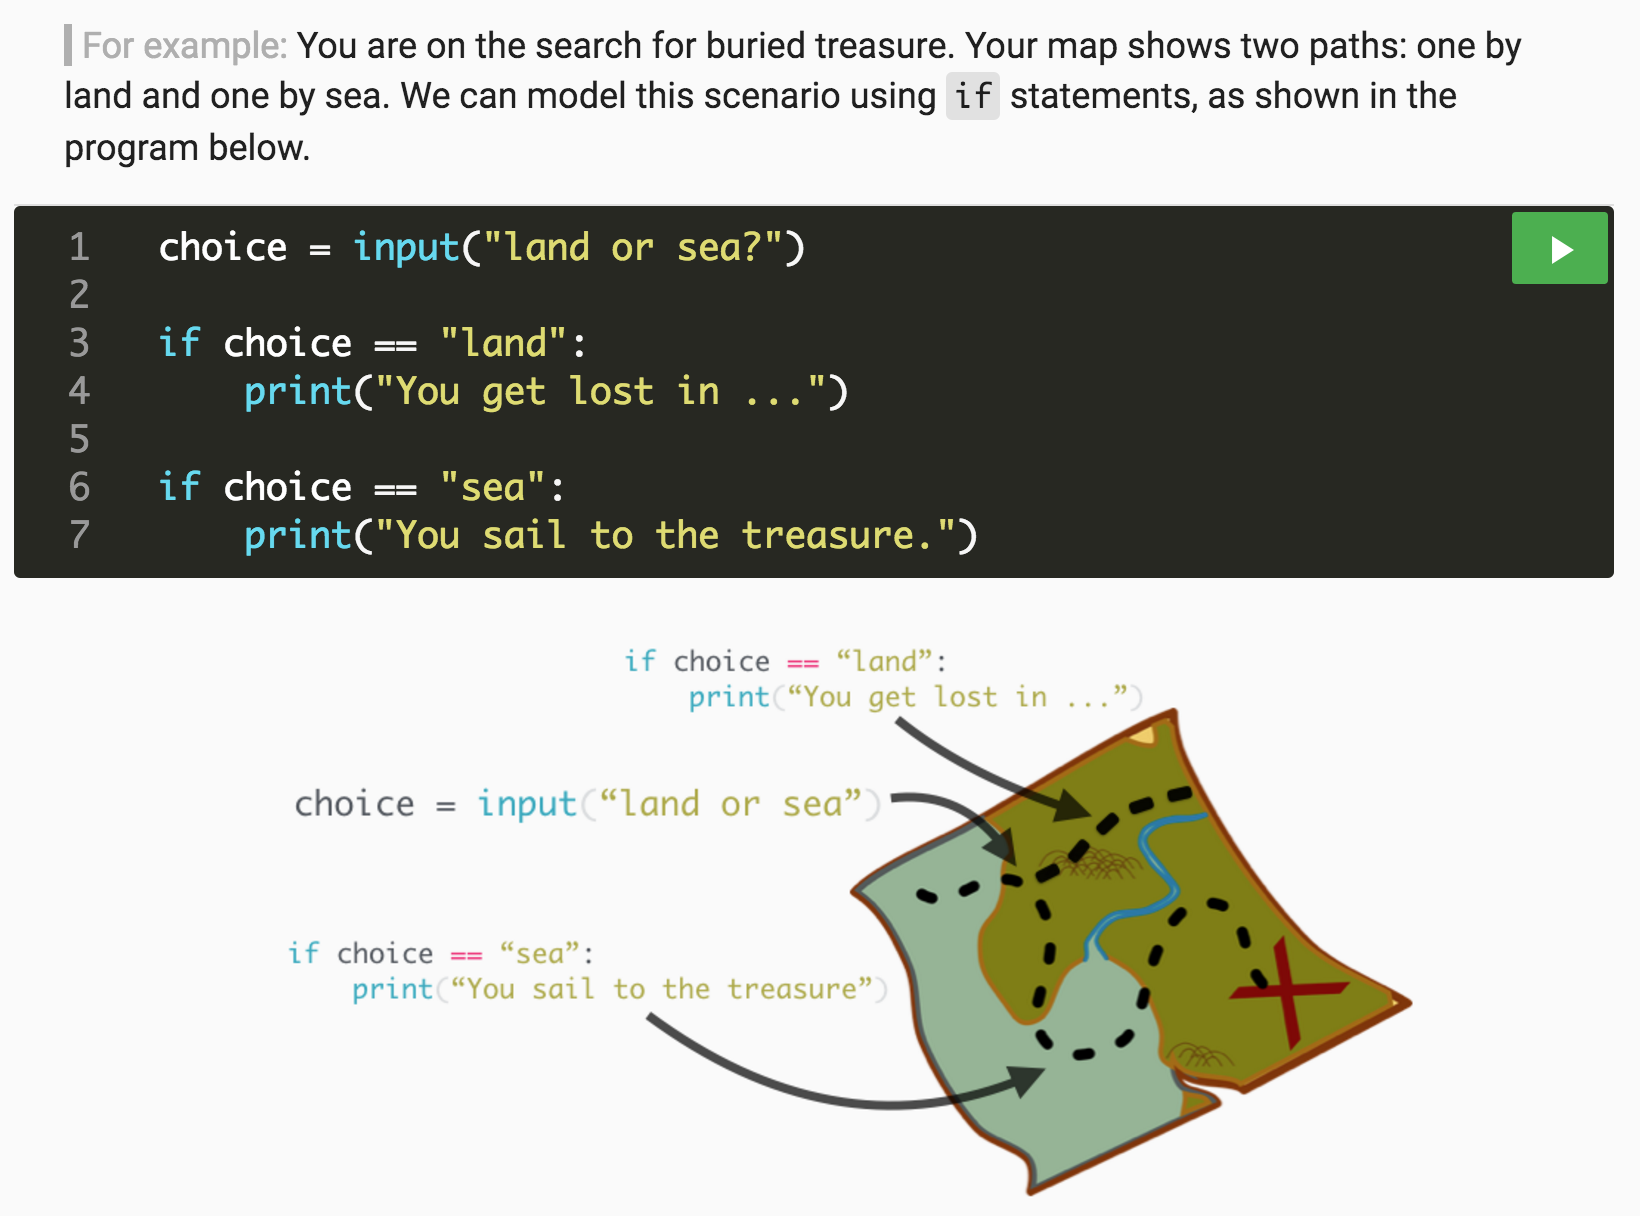 For example: You are on the search for buried treasure. Your map shows two paths: one by
land and one by sea. We can model this scenario using if statements, as shown in the
program below.
1 choice = input("land or sea?")
2
3 if choice == "land":
4     print("You get lost in ...")
5
6 if choice == "sea":
7     print("You sail to the treasure.")
if choice == “land”:
    print(“You get lost in ...”)
choice = input(“land or sea”)
if choice == “sea”:
    print(“You sail to the treasure”)